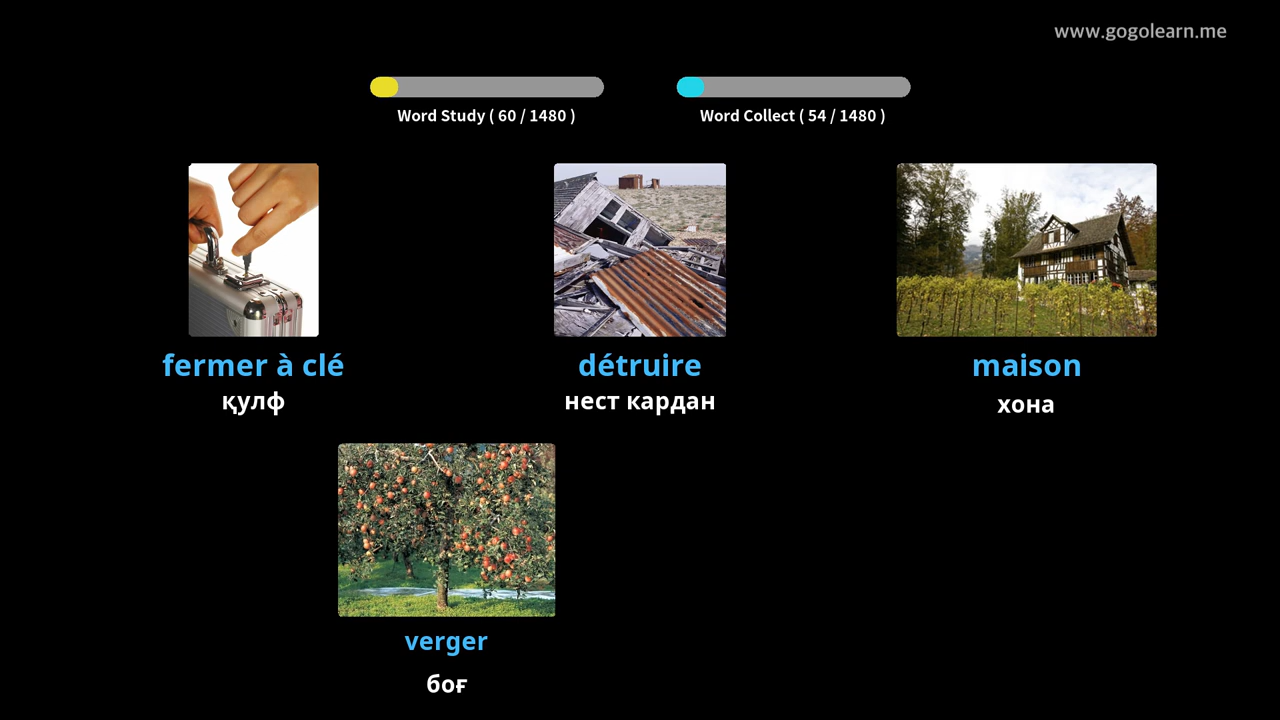 www.gogolearn.me
Word Study ( 60 / 1480 )
Word Collect ( 54 / 1480 )
fermer à clé
қулф
détruire
нест кардан
maison
хона
verger
боғ